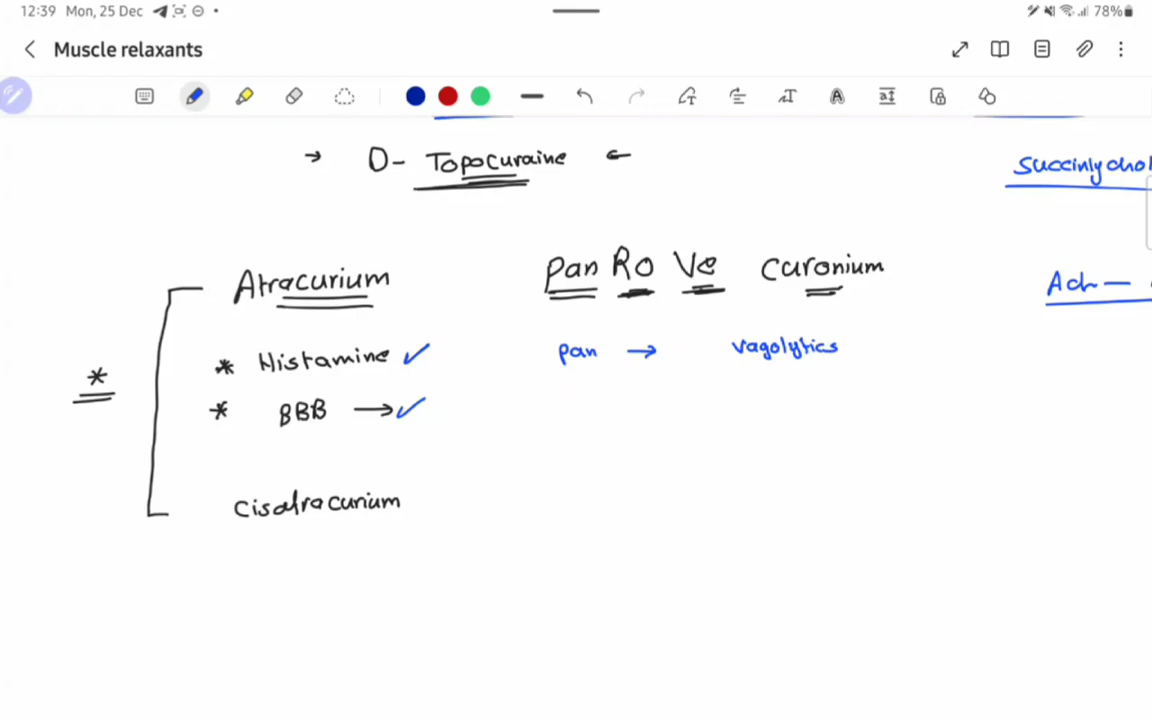 12:39 Mon, 25 Dec
78%
Muscle relaxants
→ D- Topocuraine ←
Succinlychol
Atracurium
Pan Ro Ve Curonium
Ach —
* Histamine ✓
pan → vagolytics
*
* BBB → ✓
cisatracurium